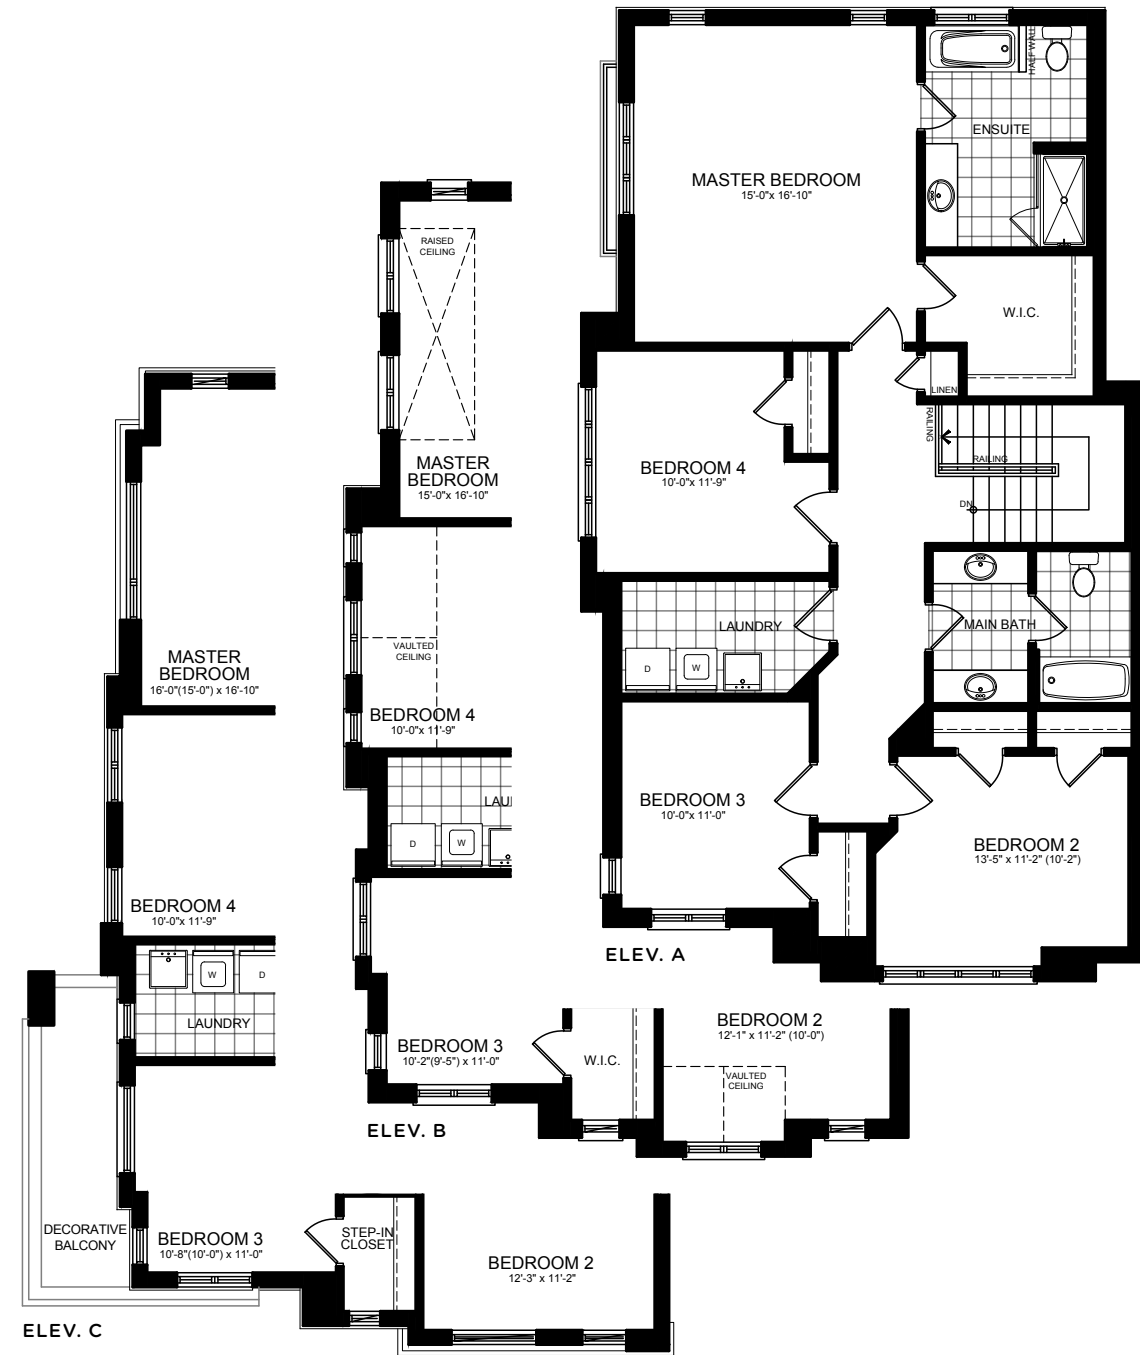 HALF WALL
ENSUITE
MASTER BEDROOM
15'-0"x 16'-10"
W.I.C.
LINEN
RAILING
RAILING
DN
BEDROOM 4
10'-0"x 11'-9"
LAUNDRY
D
W
MAIN BATH
BEDROOM 3
10'-0"x 11'-0"
BEDROOM 2
13'-5" x 11'-2" (10'-2")
ELEV. A
RAISED
CEILING
MASTER
BEDROOM
15'-0"x 16'-10"
VAULTED
CEILING
BEDROOM 4
10'-0"x 11'-9"
LAU
D
W
BEDROOM 3
10'-2"(9'-5") x 11'-0"
W.I.C.
BEDROOM 2
12'-1" x 11'-2" (10'-0")
VAULTED
CEILING
ELEV. B
MASTER
BEDROOM
16'-0"(15'-0") x 16'-10"
BEDROOM 4
10'-0"x 11'-9"
W
D
LAUNDRY
DECORATIVE
BALCONY
BEDROOM 3
10'-8"(10'-0") x 11'-0"
STEP-IN
CLOSET
BEDROOM 2
12'-3" x 11'-2"
ELEV. C